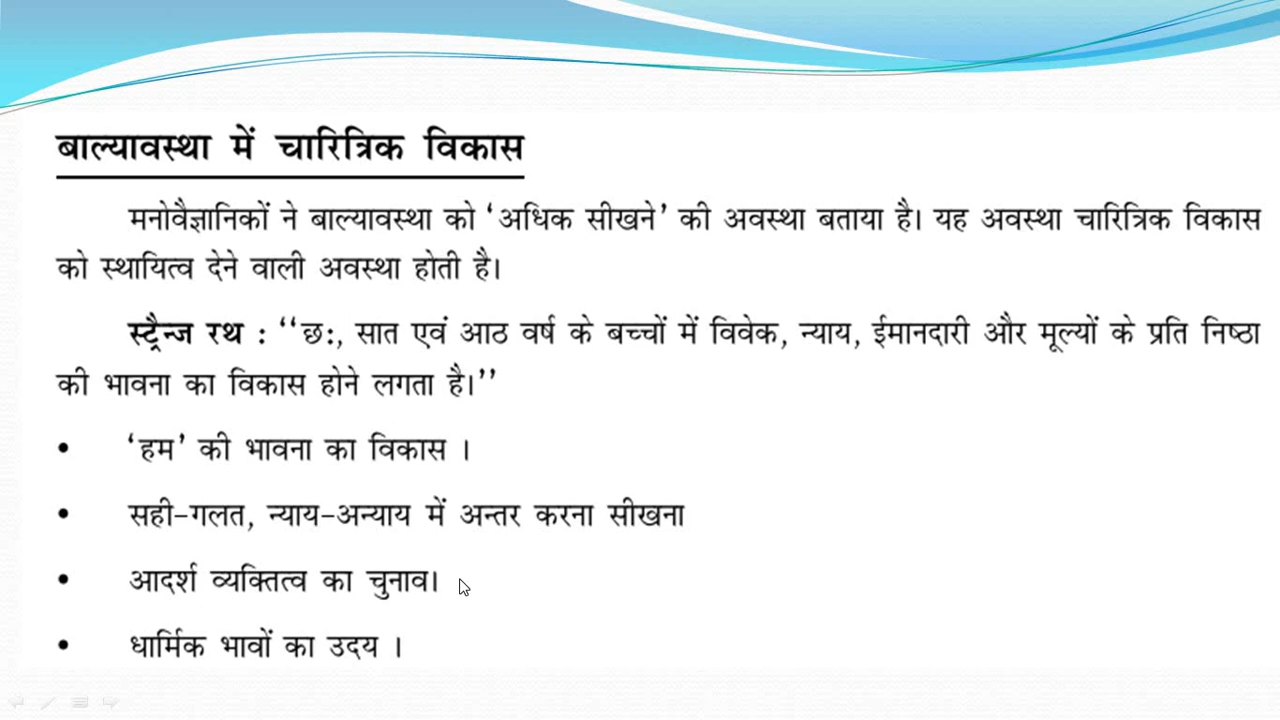 बाल्यावस्था में चारित्रिक विकास
मनोवैज्ञानिकों ने बाल्यावस्था को ‘अधिक सीखने’ की अवस्था बताया है। यह अवस्था चारित्रिक विकास
को स्थायित्व देने वाली अवस्था होती है।
स्ट्रैन्ज रथ : ‘‘छः, सात एवं आठ वर्ष के बच्चों में विवेक, न्याय, ईमानदारी और मूल्यों के प्रति निष्ठा
की भावना का विकास होने लगता है।’’
• ‘हम’ की भावना का विकास ।
• सही-गलत, न्याय-अन्याय में अन्तर करना सीखना
• आदर्श व्यक्तित्व का चुनाव।
• धार्मिक भावों का उदय ।